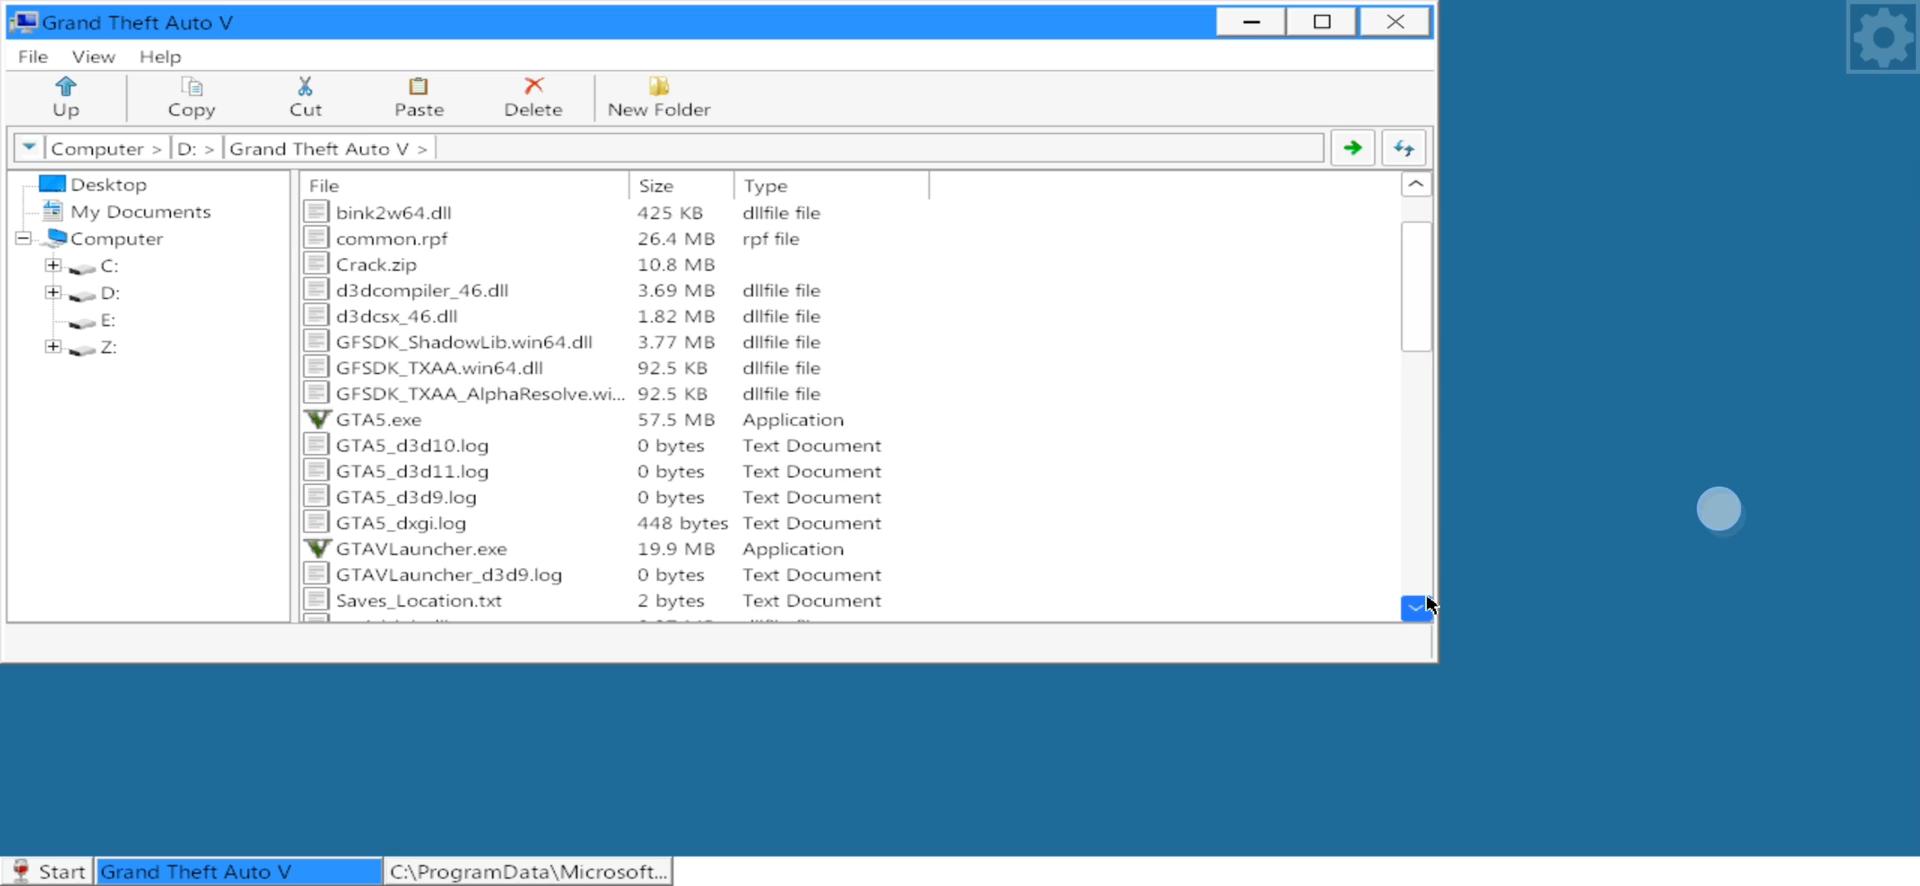 Grand Theft Auto V
File View Help
Up Copy Cut Paste Delete New Folder
Computer > D: > Grand Theft Auto V >
Desktop
My Documents
Computer
C:
D:
E:
Z:
File Size Type
bink2w64.dll 425 KB dllfile file
common.rpf 26.4 MB rpf file
Crack.zip 10.8 MB
d3dcompiler_46.dll 3.69 MB dllfile file
d3dcsx_46.dll 1.82 MB dllfile file
GFSDK_ShadowLib.win64.dll 3.77 MB dllfile file
GFSDK_TXAA.win64.dll 92.5 KB dllfile file
GFSDK_TXAA_AlphaResolve.wi... 92.5 KB dllfile file
GTA5.exe 57.5 MB Application
GTA5_d3d10.log 0 bytes Text Document
GTA5_d3d11.log 0 bytes Text Document
GTA5_d3d9.log 0 bytes Text Document
GTA5_dxgi.log 448 bytes Text Document
GTAVLauncher.exe 19.9 MB Application
GTAVLauncher_d3d9.log 0 bytes Text Document
Saves_Location.txt 2 bytes Text Document
Start Grand Theft Auto V C:\ProgramData\Microsoft...